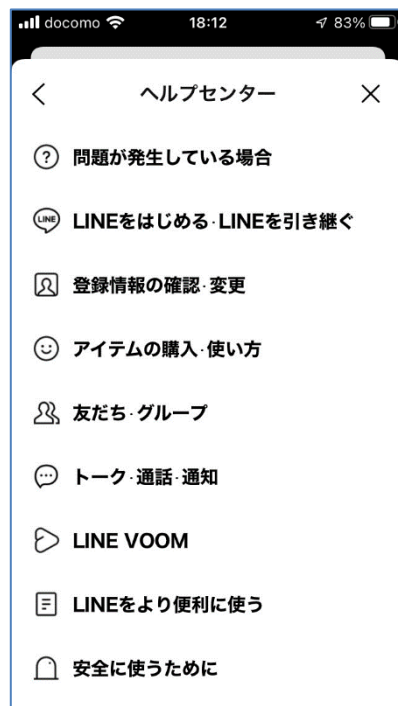 docomo 18:12 83%
ヘルプセンター
問題が発生している場合
LINEをはじめる·LINEを引き継ぐ
登録情報の確認·変更
アイテムの購入·使い方
友だち·グループ
トーク·通話·通知
LINE VOOM
LINEをより便利に使う
安全に使うために